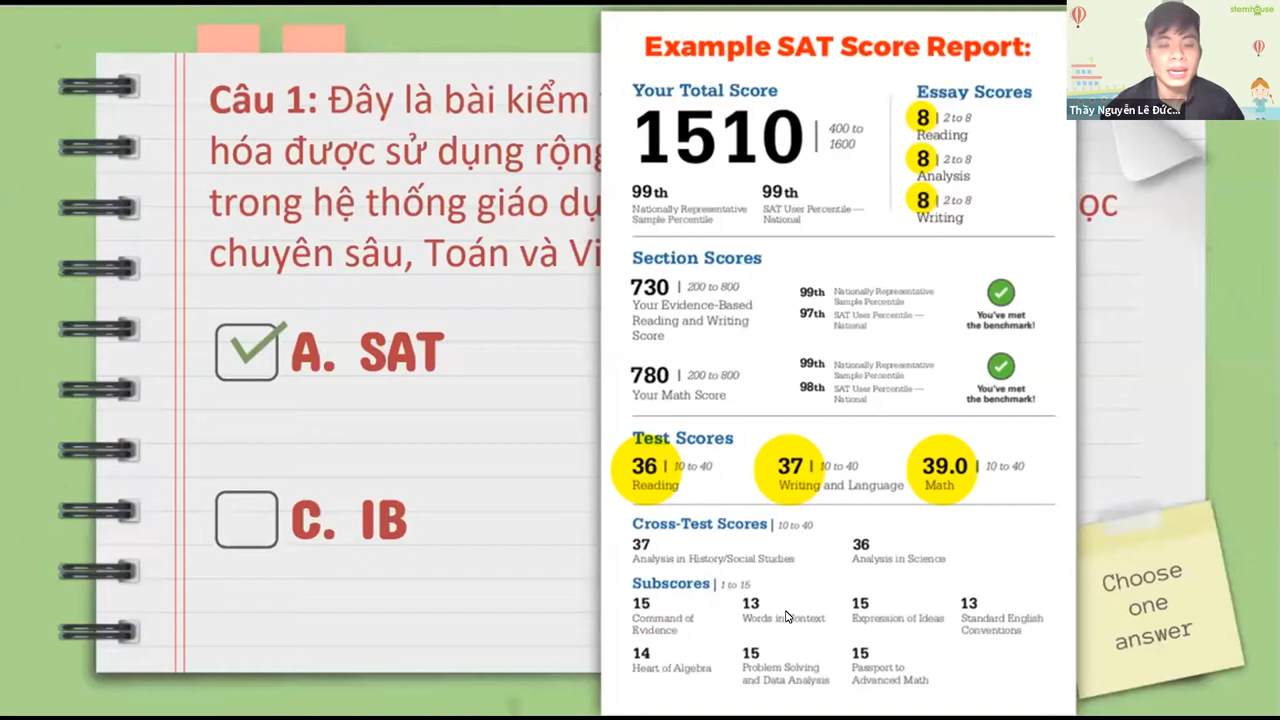 Câu 1: Đây là bài kiểm
hóa được sử dụng rộng
trong hệ thống giáo dụ
ọc
chuyên sâu, Toán và Vi
A. SAT
C. IB
Example SAT Score Report:
Your Total Score
1510 | 400 to 1600
99th
Nationally Representative
Sample Percentile
99th
SAT User Percentile —
National
Essay Scores
8 | 2 to 8
Reading
8 | 2 to 8
Analysis
8 | 2 to 8
Writing
Section Scores
730 | 200 to 800
Your Evidence-Based
Reading and Writing
Score
99th Nationally Representative
Sample Percentile
97th SAT User Percentile —
National
You've met
the benchmark!
780 | 200 to 800
Your Math Score
99th Nationally Representative
Sample Percentile
98th SAT User Percentile —
National
You've met
the benchmark!
Test Scores
36 | 10 to 40
Reading
37 | 10 to 40
Writing and Language
39.0 | 10 to 40
Math
Cross-Test Scores | 10 to 40
37
Analysis in History/Social Studies
36
Analysis in Science
Subscores | 1 to 15
15
Command of
Evidence
13
Words in Context
15
Expression of Ideas
13
Standard English
Conventions
14
Heart of Algebra
15
Problem Solving
and Data Analysis
15
Passport to
Advanced Math
Choose
one
answer
stemhouse
Thầy Nguyễn Lê Đức...